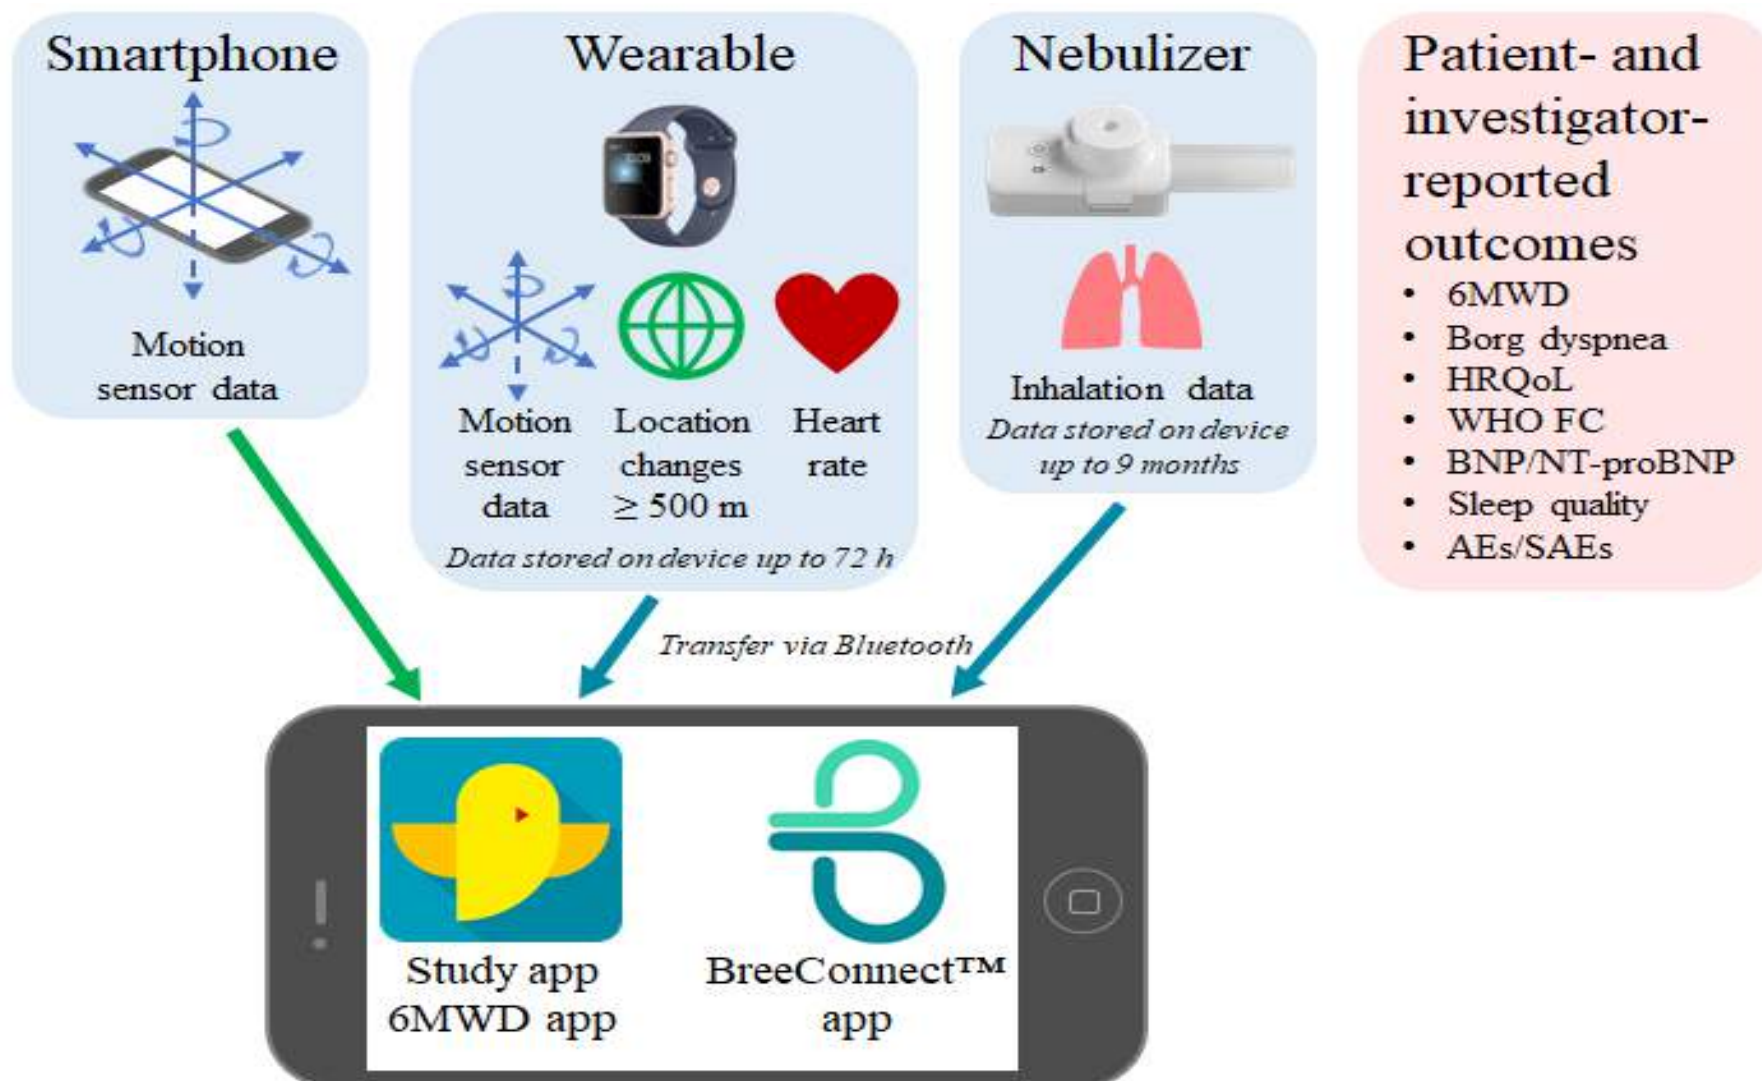 Smartphone
Motion
sensor data
Wearable
Motion
sensor
data
Location
changes
≥ 500 m
Heart
rate
Data stored on device up to 72 h
Nebulizer
Inhalation data
Data stored on device
up to 9 months
Patient- and
investigator-
reported
outcomes
• 6MWD
• Borg dyspnea
• HRQoL
• WHO FC
• BNP/NT-proBNP
• Sleep quality
• AEs/SAEs
Transfer via Bluetooth
Study app
6MWD app
BreeConnect™
app